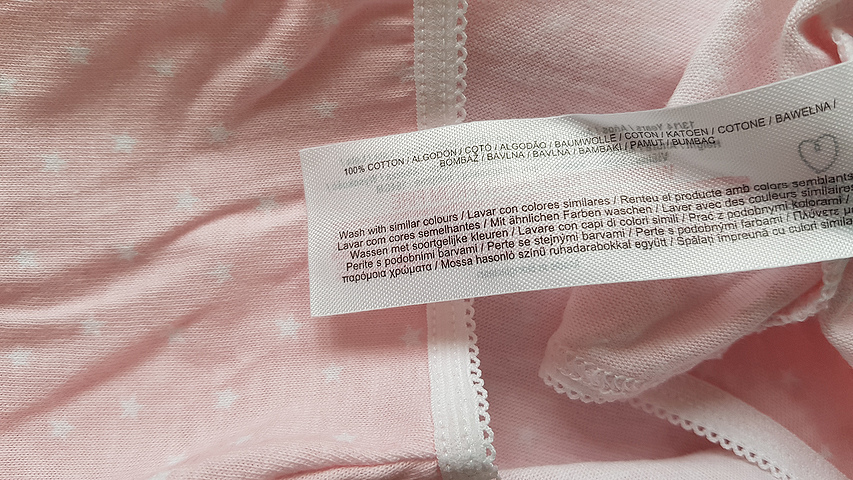 100% COTTON / ALGODÓN / COTÓ / ALGODÃO / BAUMWOLLE / COTON / KATOEN / COTONE / BAWEŁNA /
BOMBAŽ / BAVLNA / BAVLNA / BAMBAKI / PAMUT / BUMBAC
Wash with similar colours / Lavar con colores similares / Renteu el producte amb colors semblants
Lavar com cores semelhantes / Mit ähnlichen Farben waschen / Laver avec des couleurs similaires
Wassen met soortgelijke kleuren / Lavare con capi di colori simili / Prać z podobnymi kolorami /
Perite s podobnimi barvami / Perte se stejnými barvami / Perte s podobnými farbami / Πλύνετε με
παρόμοια χρώματα / Mossa hasonló színű ruhadarabokkal együtt / Spălați împreună cu culori simila